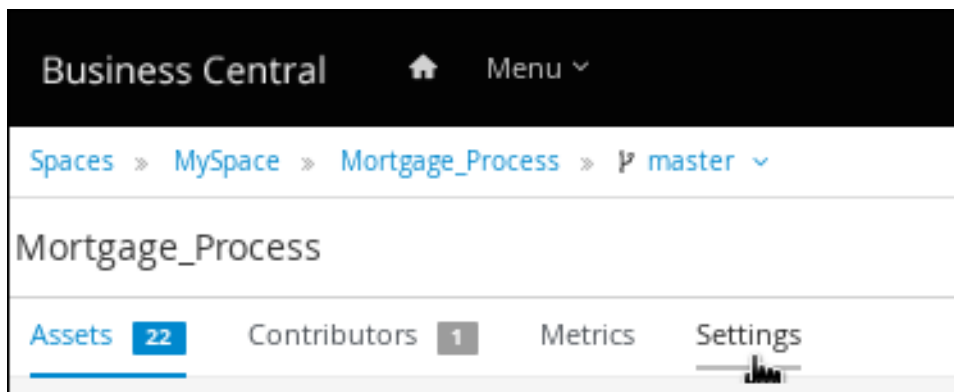 Business Central Menu
Spaces » MySpace » Mortgage_Process » master
Mortgage_Process
Assets 22 Contributors 1 Metrics Settings